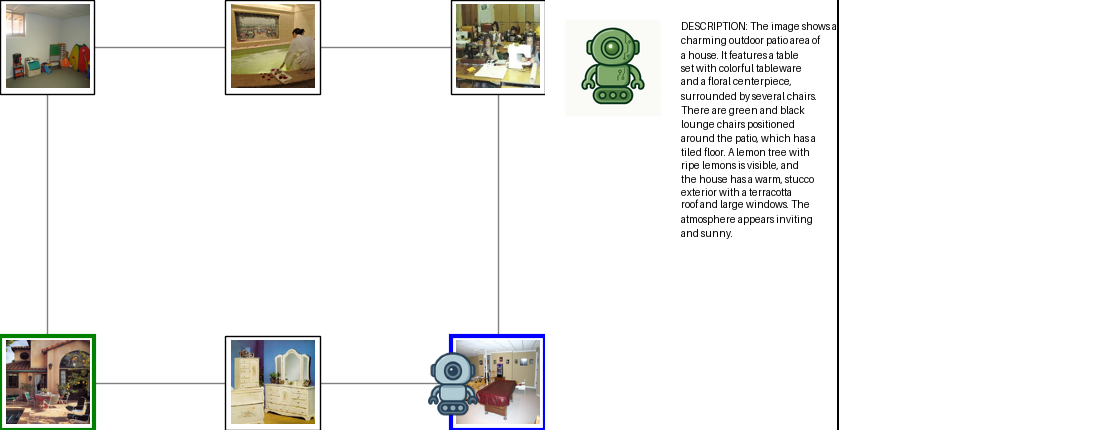 DESCRIPTION: The image shows a
charming outdoor patio area of
a house. It features a table
set with colorful tableware
and a floral centerpiece,
surrounded by several chairs.
There are green and black
lounge chairs positioned
around the patio, which has a
tiled floor. A lemon tree with
ripe lemons is visible, and
the house has a warm, stucco
exterior with a terracotta
roof and large windows. The
atmosphere appears inviting
and sunny.